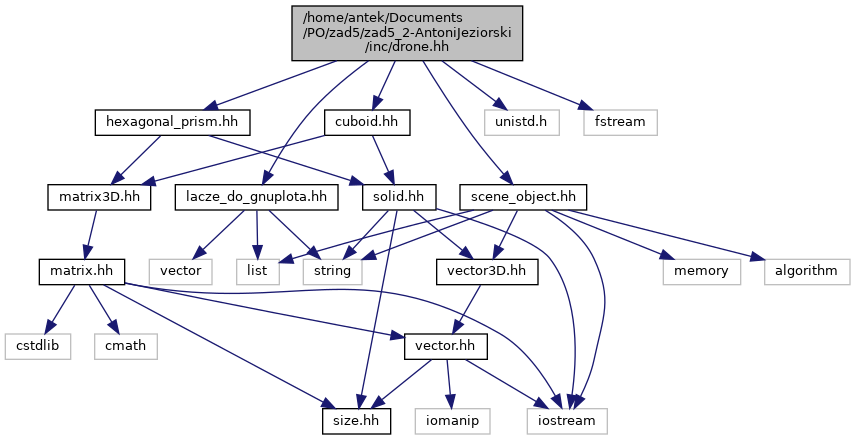 /home/antek/Documents
/PO/zad5/zad5_2-AntoniJeziorski
/inc/drone.hh
hexagonal_prism.hh
cuboid.hh
unistd.h
fstream
matrix3D.hh
lacze_do_gnuplota.hh
solid.hh
scene_object.hh
matrix.hh
vector
list
string
vector3D.hh
memory
algorithm
cstdlib
cmath
vector.hh
size.hh
iomanip
iostream